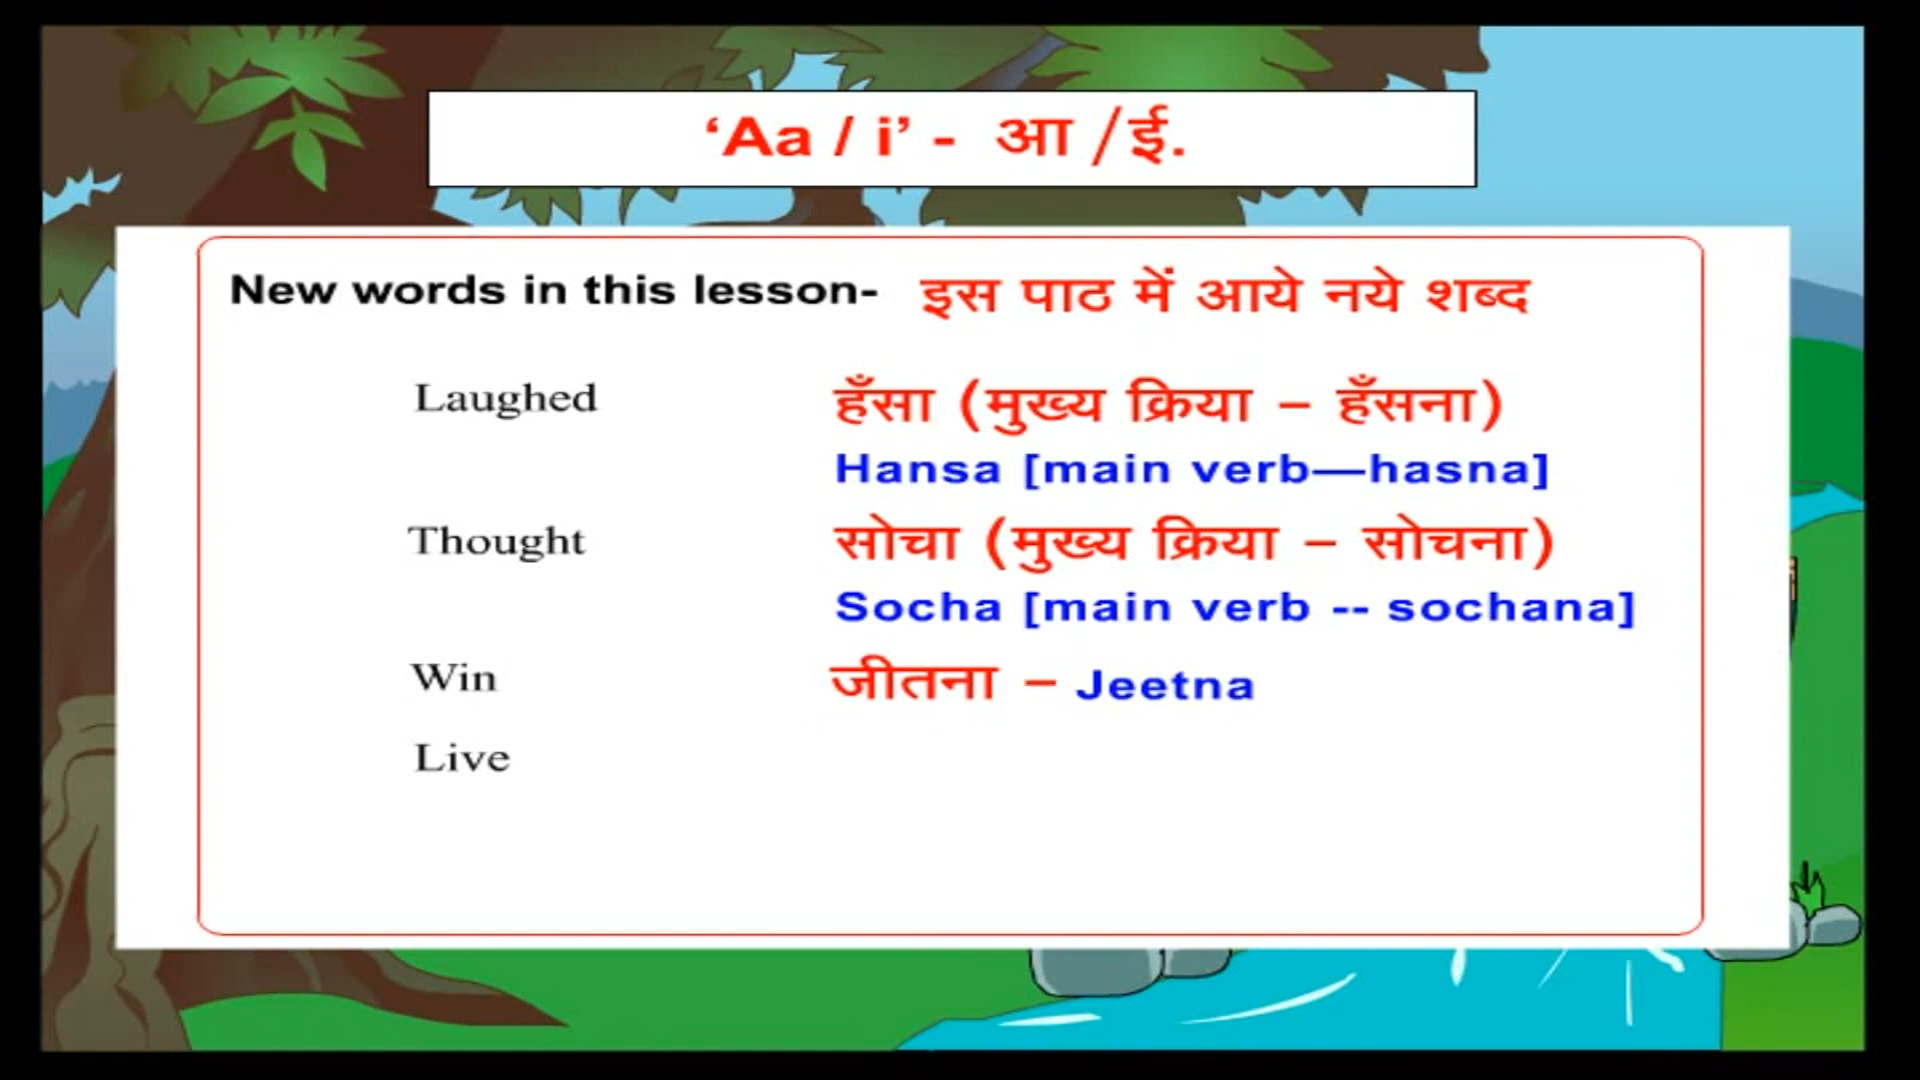 ‘Aa / i’ - आ /ई.
New words in this lesson- इस पाठ में आये नये शब्द
Laughed हँसा (मुख्य क्रिया – हँसना)
Hansa [main verb—hasna]
Thought सोचा (मुख्य क्रिया – सोचना)
Socha [main verb -- sochana]
Win जीतना – Jeetna
Live